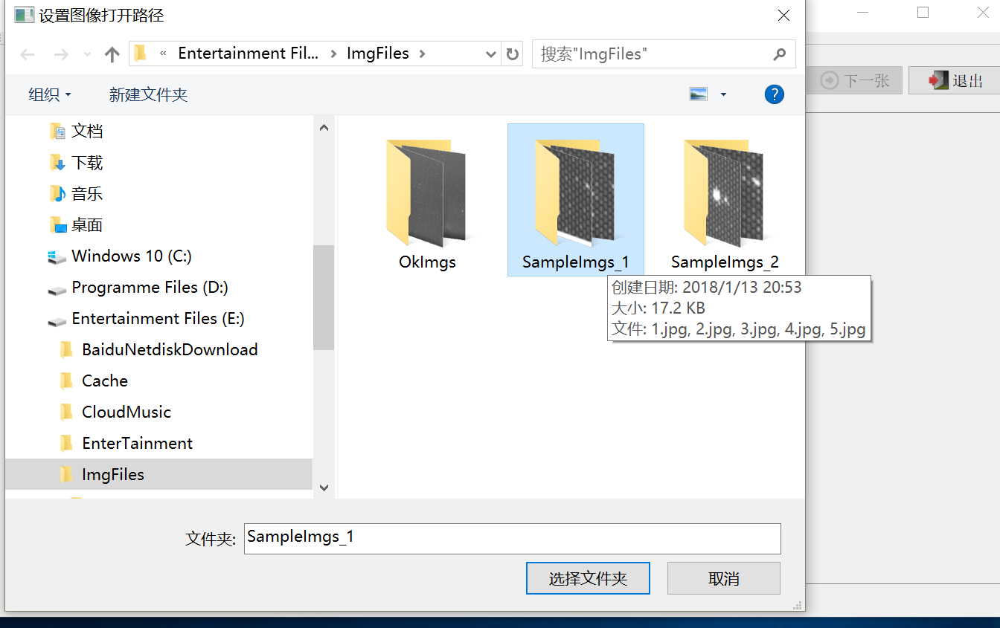 设置图像打开路径
« Entertainment Fil... › ImgFiles ›
搜索"ImgFiles"
下一张
退出
组织
新建文件夹
?
文档
下载
音乐
桌面
Windows 10 (C:)
Programme Files (D:)
Entertainment Files (E:)
BaiduNetdiskDownload
Cache
CloudMusic
EnterTainment
ImgFiles
OkImgs
SampleImgs_1
SampleImgs_2
创建日期: 2018/1/13 20:53
大小: 17.2 KB
文件: 1.jpg, 2.jpg, 3.jpg, 4.jpg, 5.jpg
文件夹: SampleImgs_1
选择文件夹
取消